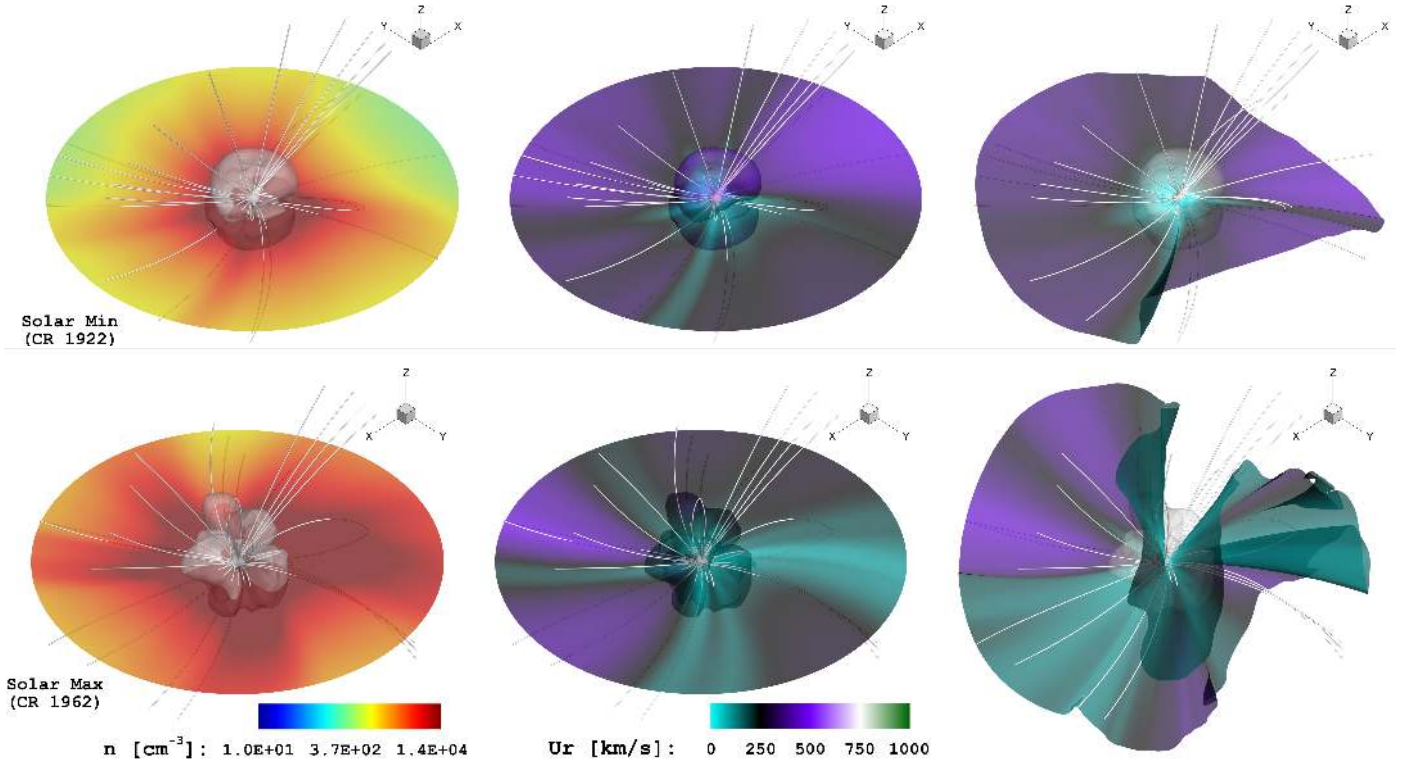 Z
Y X
Z
Y X
Z
Y X
Solar Min
(CR 1922)
Z
X Y
Z
X Y
Z
X Y
Solar Max
(CR 1962)
n [cm⁻³]: 1.0E+01 3.7E+02 1.4E+04
Ur [km/s]: 0 250 500 750 1000